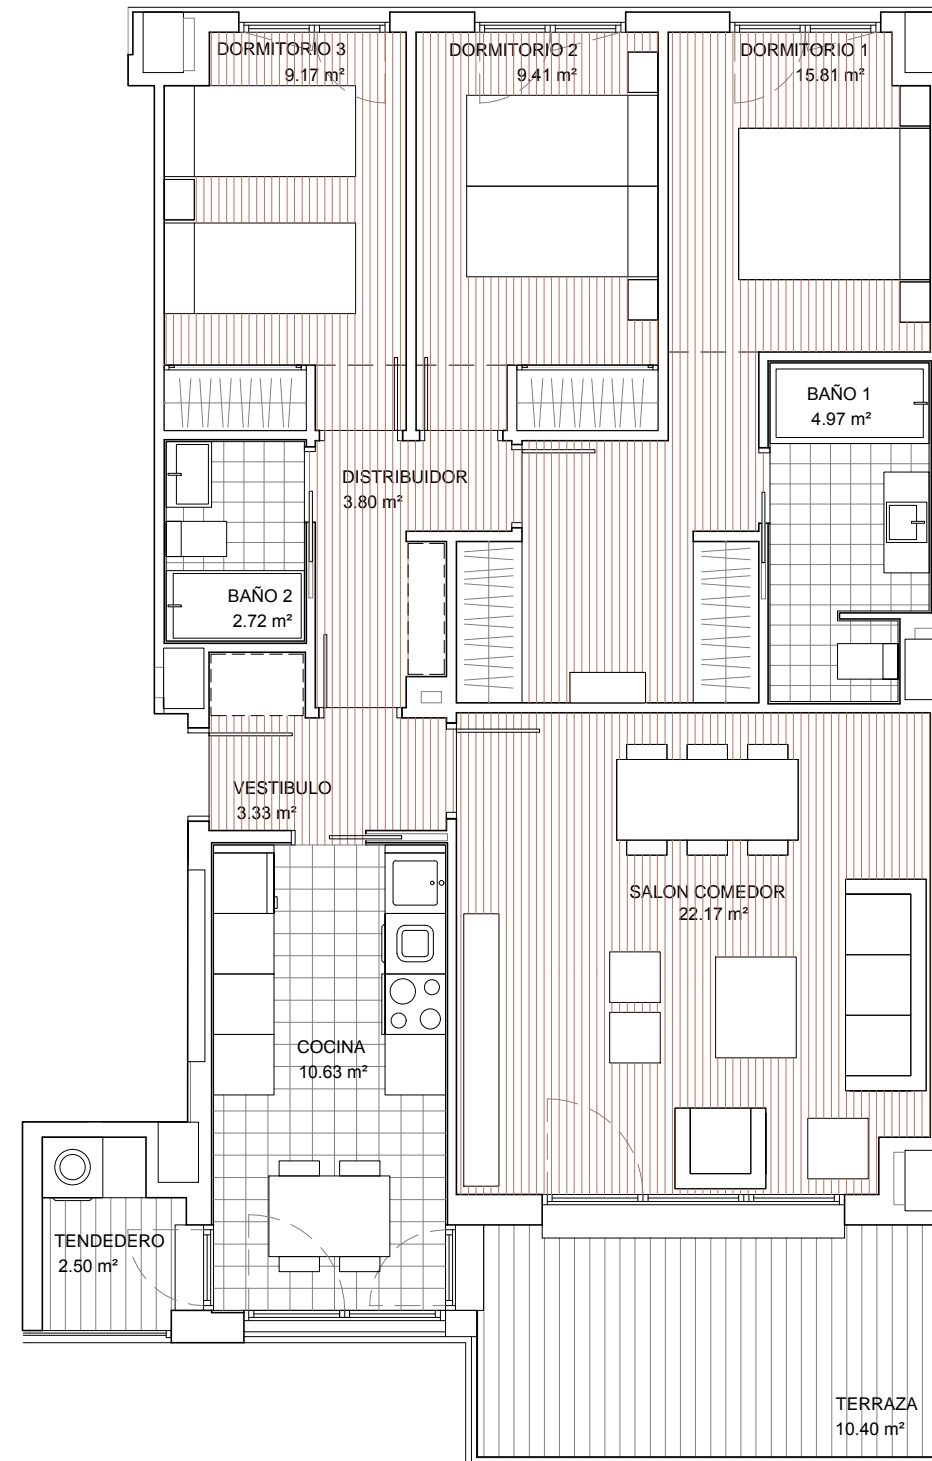 DORMITORIO 3
9.17 m²
DORMITORIO 2
9.41 m²
DORMITORIO 1
15.81 m²
BAÑO 1
4.97 m²
DISTRIBUIDOR
3.80 m²
BAÑO 2
2.72 m²
VESTIBULO
3.33 m²
SALON COMEDOR
22.17 m²
COCINA
10.63 m²
TENDEDERO
2.50 m²
TERRAZA
10.40 m²